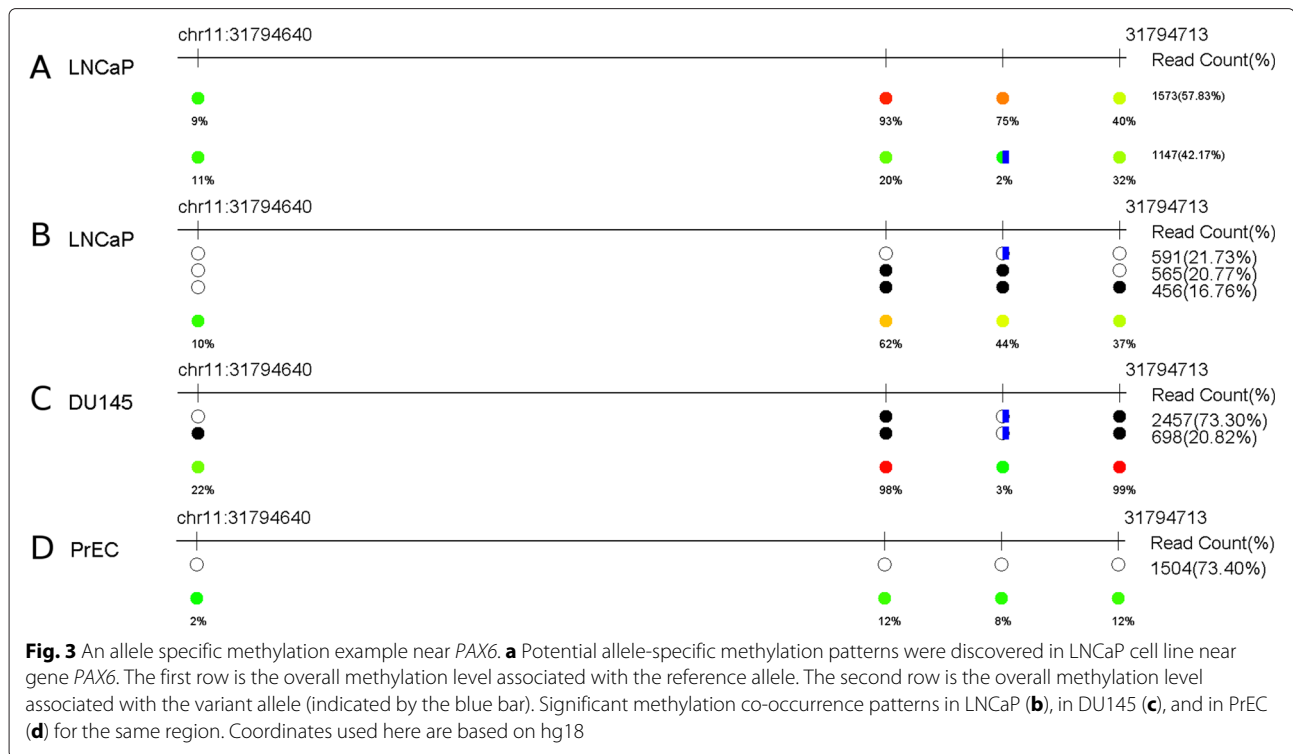 chr11:31794640 31794713
A LNCaP Read Count(%)
1573(57.83%)
9% 93% 75% 40%
1147(42.17%)
11% 20% 2% 32%
chr11:31794640 31794713
B LNCaP Read Count(%)
591(21.73%)
565(20.77%)
456(16.76%)
10% 62% 44% 37%
chr11:31794640 31794713
C DU145 Read Count(%)
2457(73.30%)
698(20.82%)
22% 98% 3% 99%
chr11:31794640 31794713
D PrEC Read Count(%)
1504(73.40%)
2% 12% 8% 12%
Fig. 3 An allele specific methylation example near PAX6. a Potential allele-specific methylation patterns were discovered in LNCaP cell line near
gene PAX6. The first row is the overall methylation level associated with the reference allele. The second row is the overall methylation level
associated with the variant allele (indicated by the blue bar). Significant methylation co-occurrence patterns in LNCaP (b), in DU145 (c), and in PrEC
(d) for the same region. Coordinates used here are based on hg18